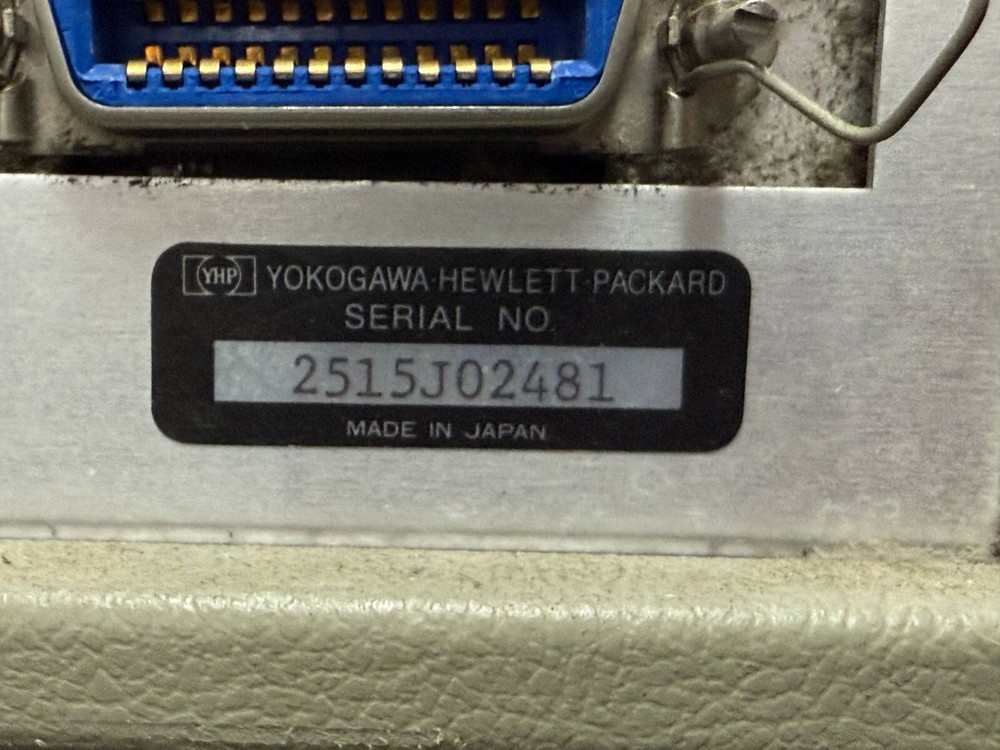 YHP YOKOGAWA·HEWLETT·PACKARD
SERIAL NO.
2515J02481
MADE IN JAPAN